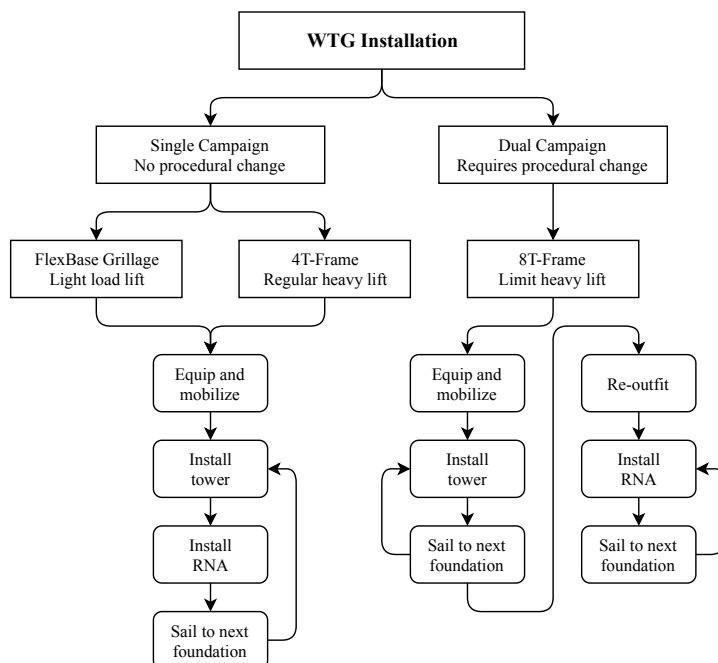 WTG Installation
Single Campaign
No procedural change
Dual Campaign
Requires procedural change
FlexBase Grillage
Light load lift
4T-Frame
Regular heavy lift
8T-Frame
Limit heavy lift
Equip and
mobilize
Equip and
mobilize
Re-outfit
Install
tower
Install
tower
Install
RNA
Install
RNA
Sail to next
foundation
Sail to next
foundation
Sail to next
foundation